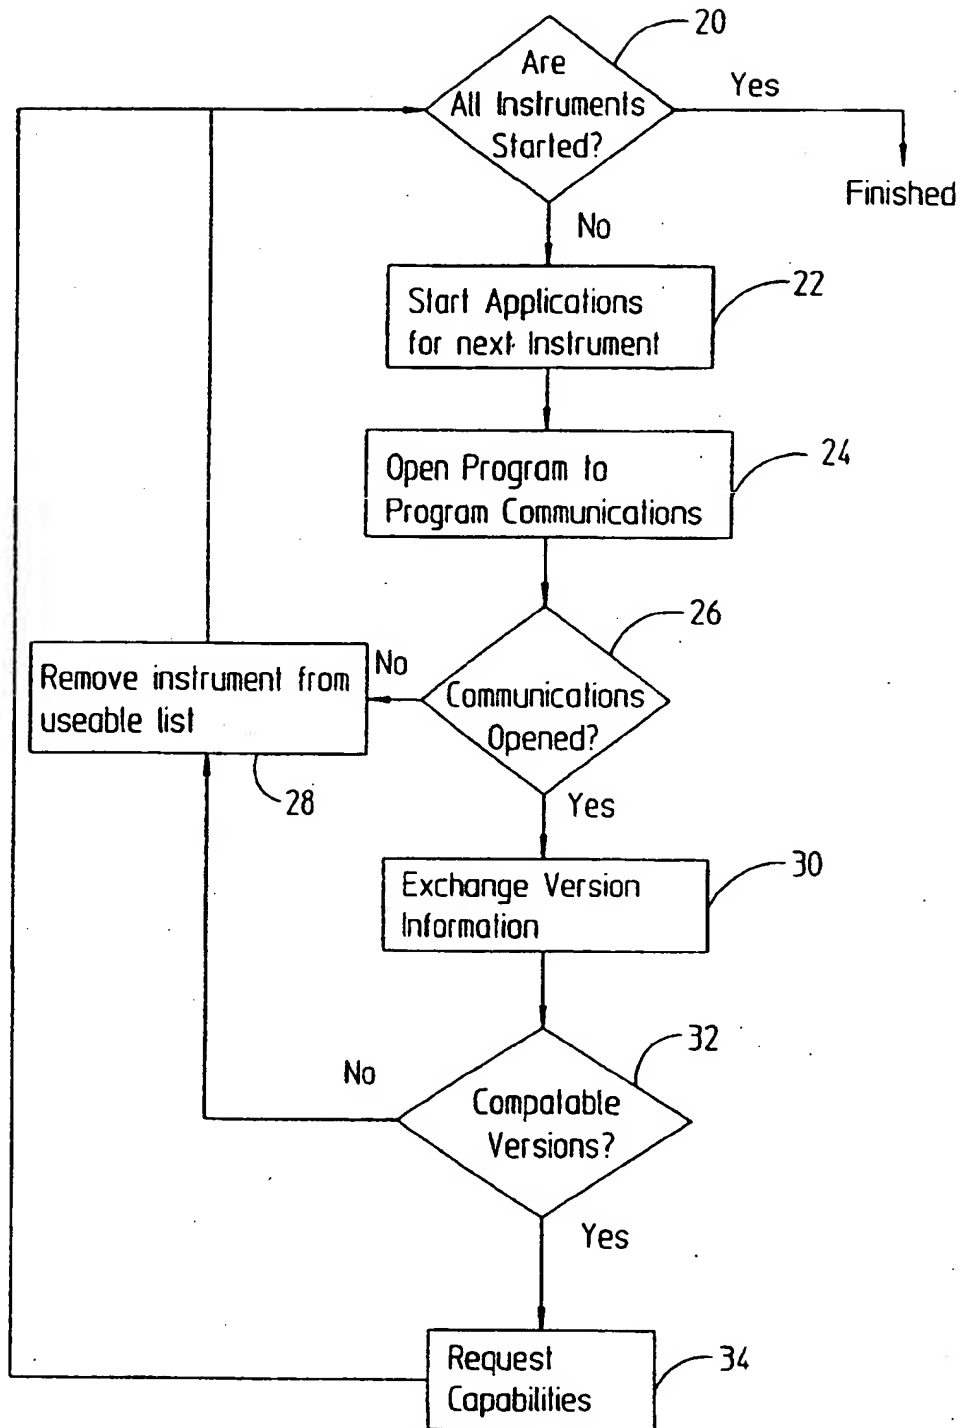 20
Are
All Instruments
Started?
Yes
Finished
No
Start Applications
for next Instrument
22
Open Program to
Program Communications
24
26
Communications
Opened?
No
Remove instrument from
useable list
28
Yes
Exchange Version
Information
30
32
Compatable
Versions?
No
Yes
Request
Capabilities
34